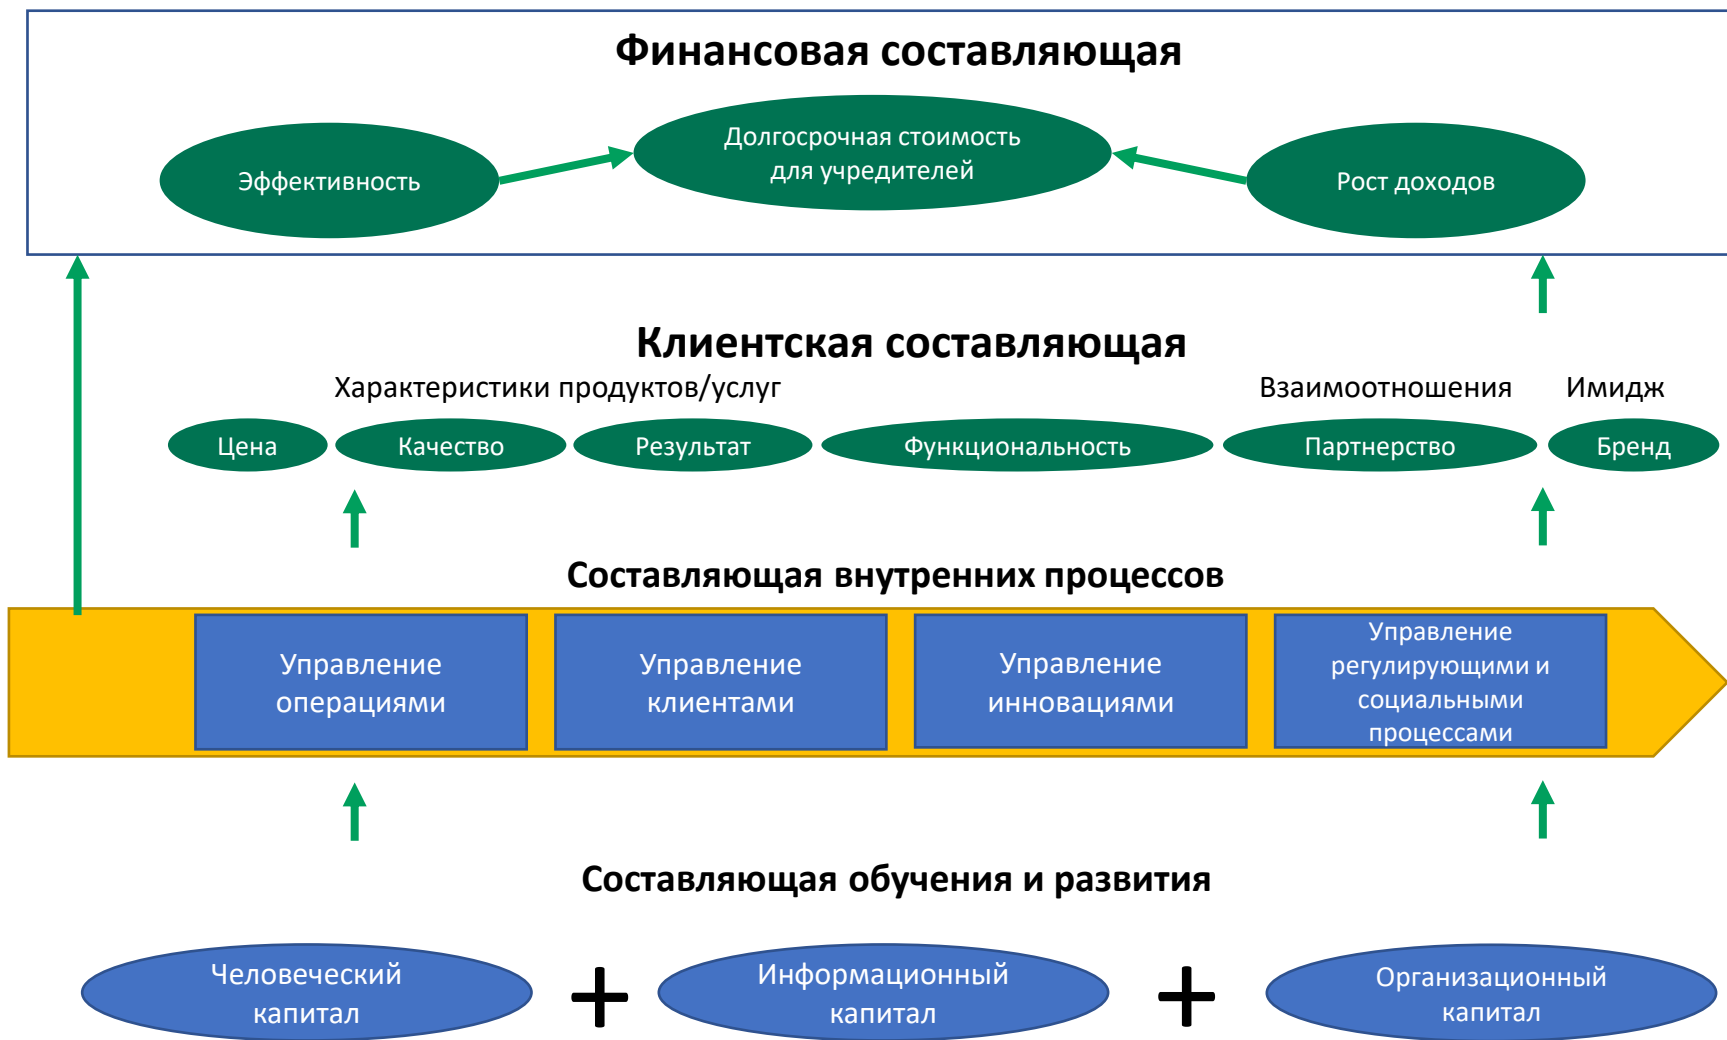 Финансовая составляющая
Долгосрочная стоимость
для учредителей
Эффективность
Рост доходов
Клиентская составляющая
Характеристики продуктов/услуг
Взаимоотношения
Имидж
Цена
Качество
Результат
Функциональность
Партнерство
Бренд
Составляющая внутренних процессов
Управление
операциями
Управление
клиентами
Управление
инновациями
Управление
регулирующими и
социальными
процессами
Составляющая обучения и развития
Человеческий
капитал
+
Информационный
капитал
+
Организационный
капитал